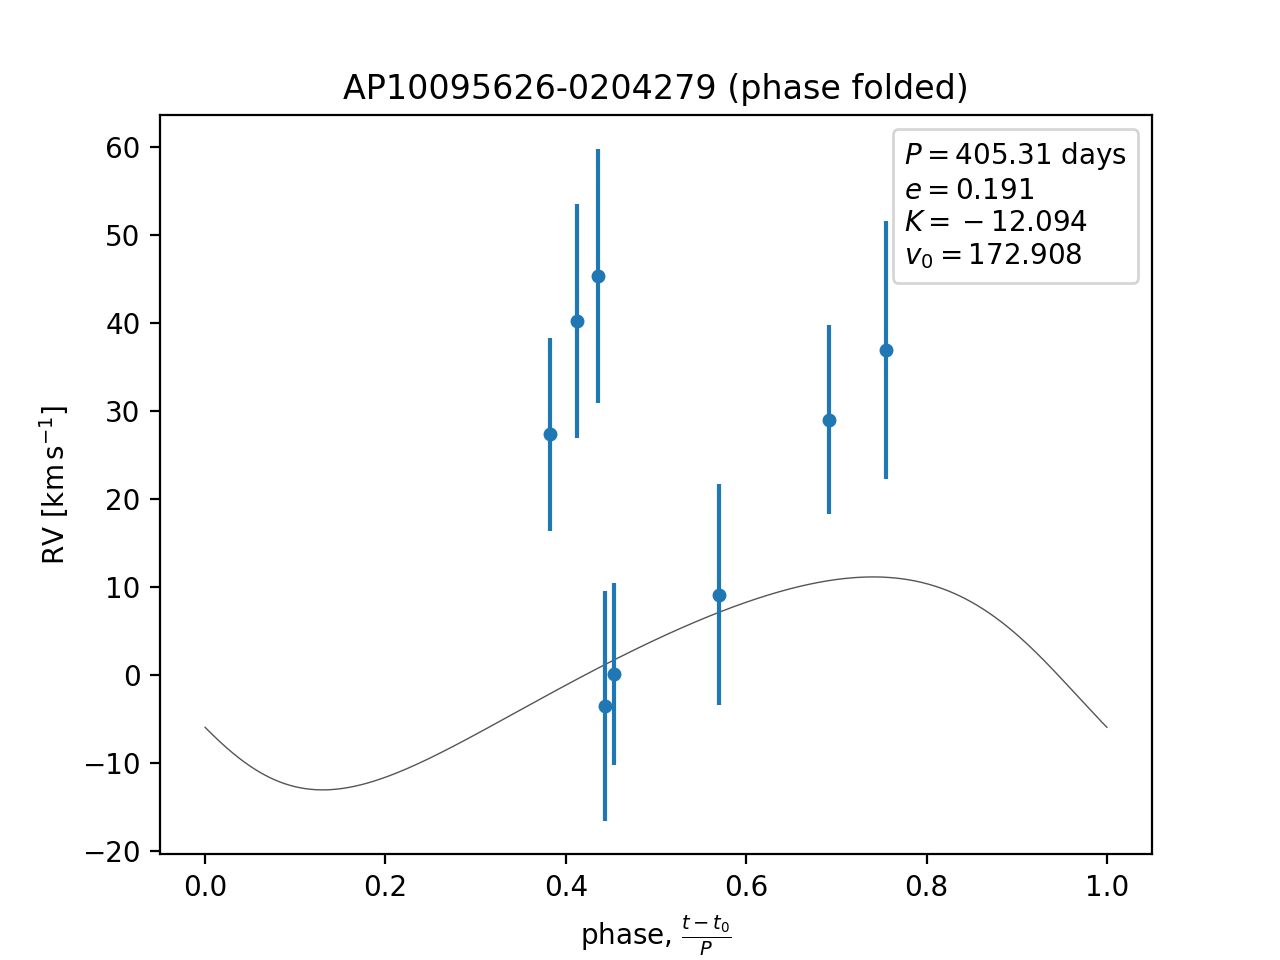 AP10095626-0204279 (phase folded)
P = 405.31 days
e = 0.191
K = −12.094
v₀ = 172.908
60
50
40
30
20
10
0
−10
−20
RV [km s⁻¹]
0.0 0.2 0.4 0.6 0.8 1.0
phase, (t − t₀)/P